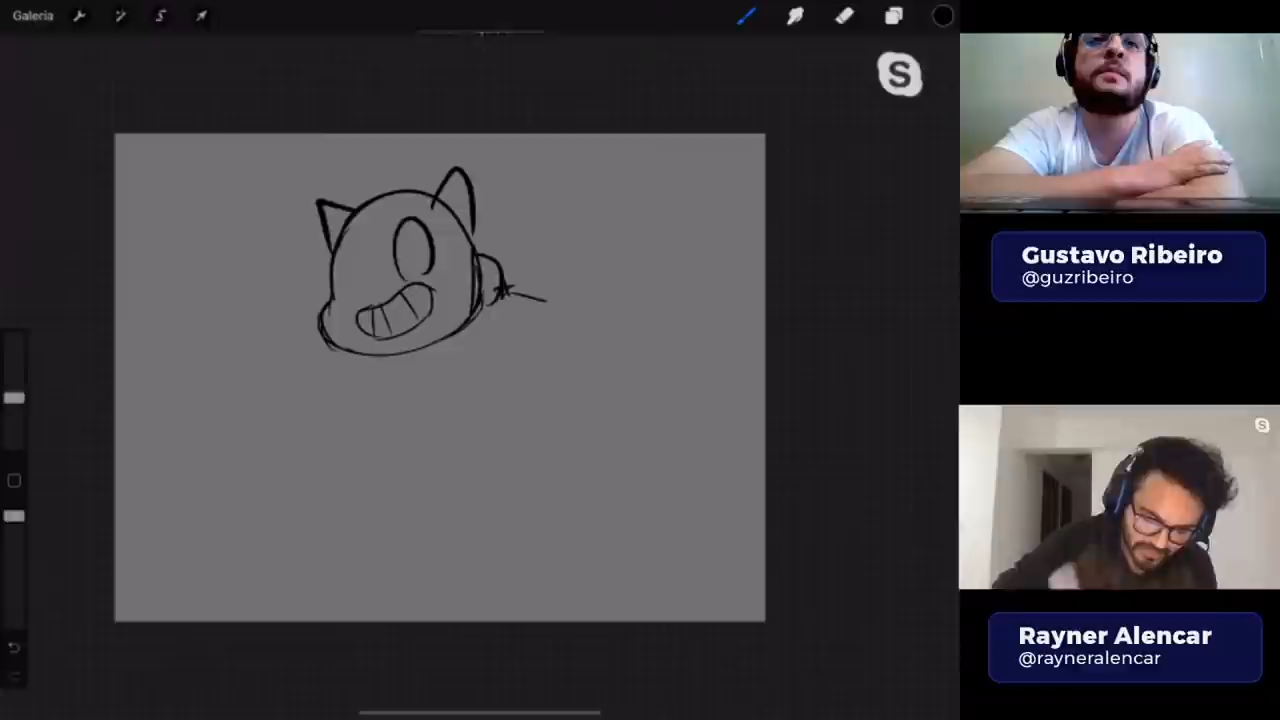 Galeria
S
Gustavo Ribeiro
@guzribeiro
S
Rayner Alencar
@rayneralencar